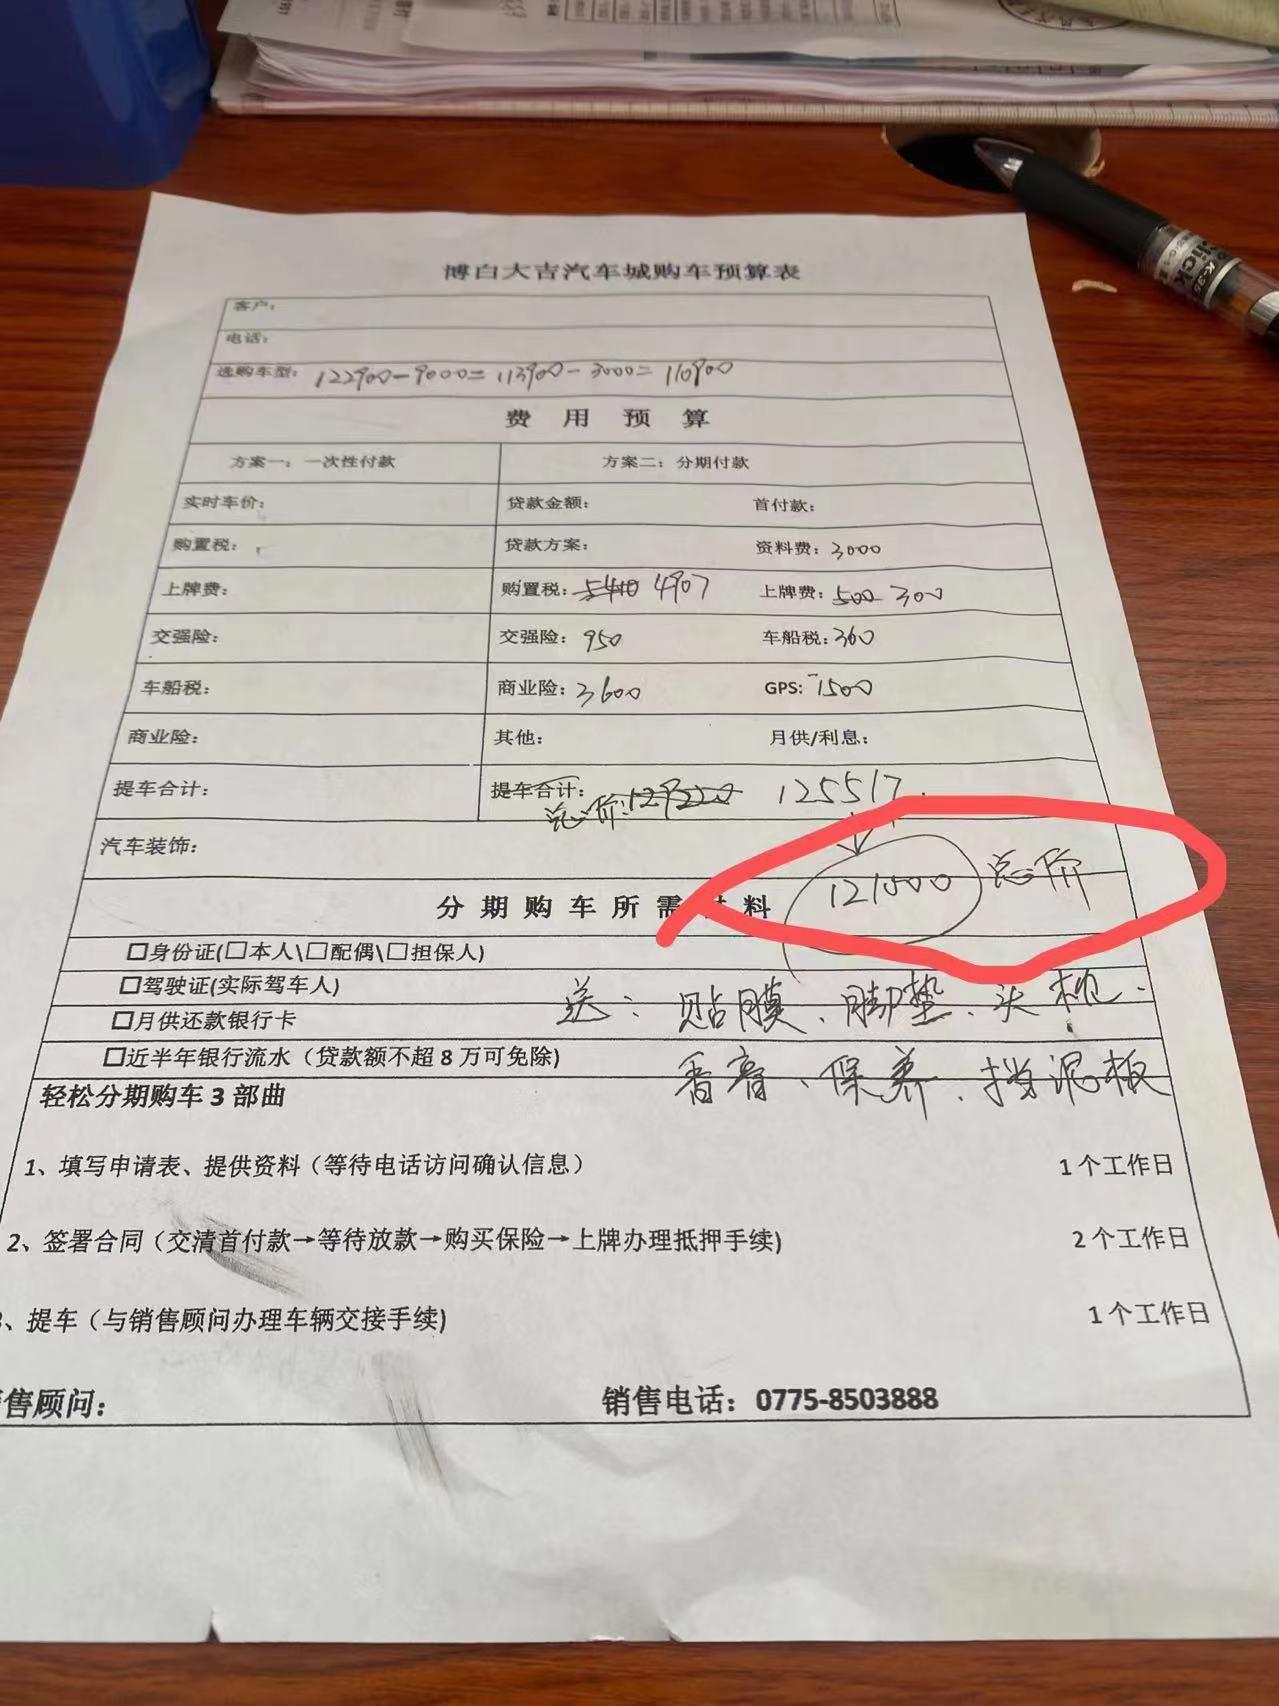 博白大吉汽车城购车预算表
客户：
电话：
选购车型：122900-9000=113900-3000=110900
费 用 预 算
方案一：一次性付款 方案二：分期付款
实时车价： 贷款金额： 首付款：
购置税： 贷款方案： 资料费：3000
上牌费： 购置税：5440 4907 上牌费：500 300
交强险： 交强险：950 车船税：360
车船税： 商业险：3600 GPS：1500
商业险： 其他： 月供/利息：
提车合计： 提车合计： 125517
总价：129220
汽车装饰：
121000 总价
分期购车所需材料
□身份证(□本人\□配偶\□担保人)
□驾驶证(实际驾车人)
送：贴膜、脚垫、头枕、
□月供还款银行卡
□近半年银行流水（贷款额不超 8 万可免除)
香膏、保养、挡泥板
轻松分期购车 3 部曲
1、填写申请表、提供资料（等待电话访问确认信息） 1 个工作日
2、签署合同（交清首付款→等待放款→购买保险→上牌办理抵押手续) 2 个工作日
、提车（与销售顾问办理车辆交接手续) 1 个工作日
售顾问： 销售电话：0775-8503888